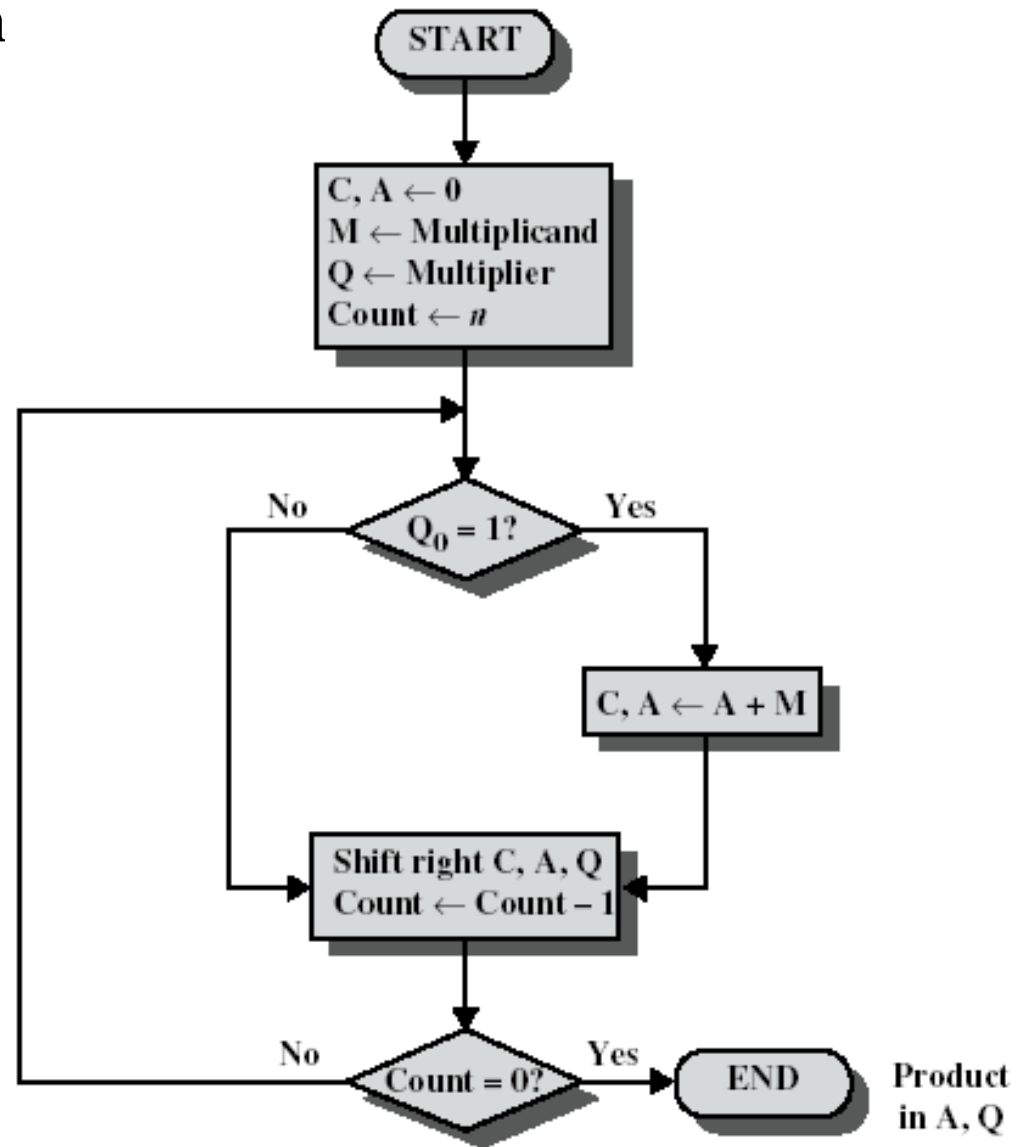 START
C, A ← 0
M ← Multiplicand
Q ← Multiplier
Count ← n
No
Yes
Q₀ = 1?
C, A ← A + M
Shift right C, A, Q
Count ← Count – 1
No
Yes
Count = 0?
END
Product
in A, Q